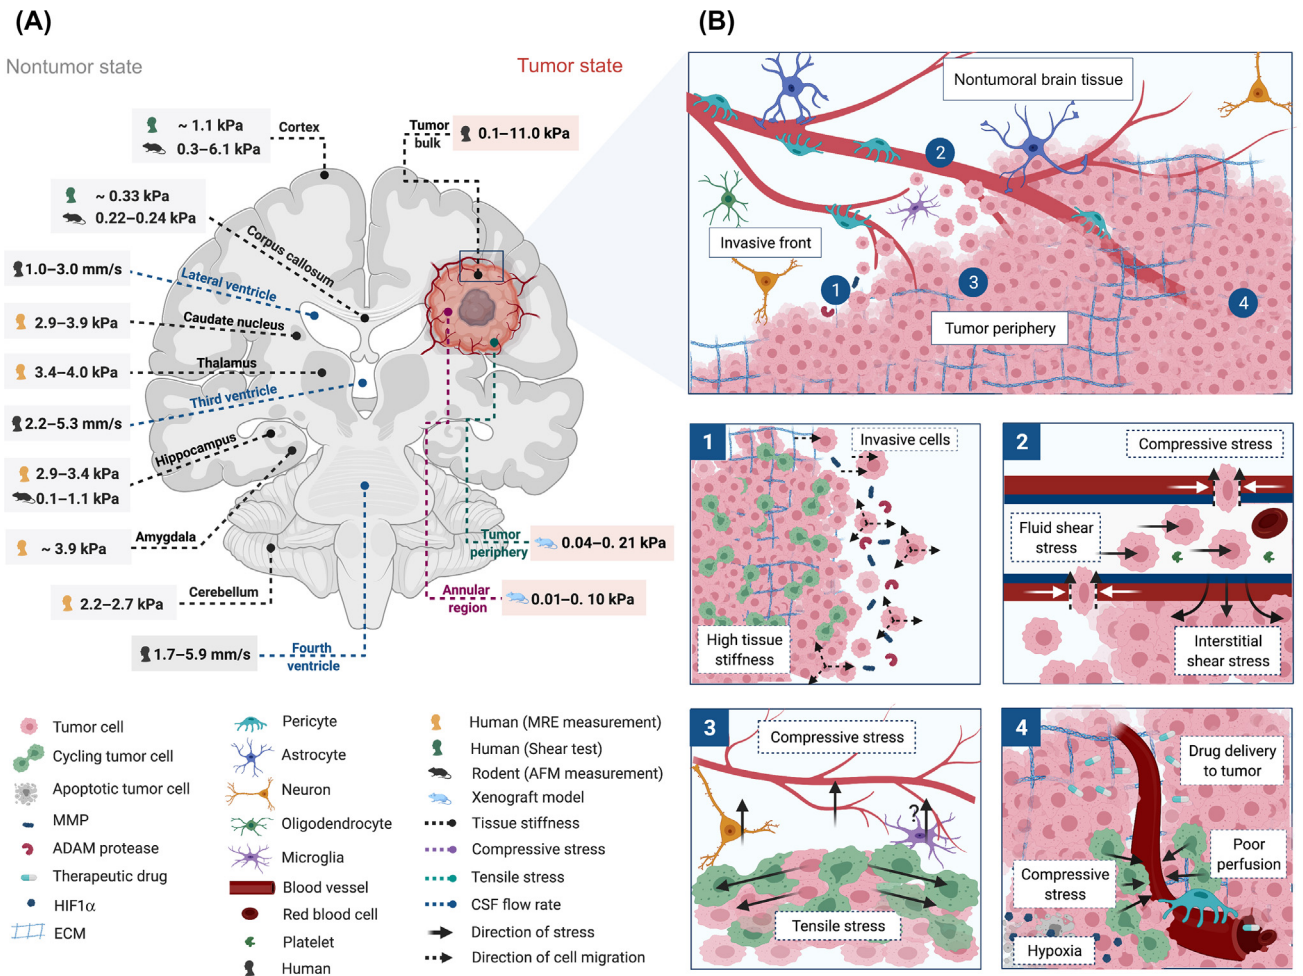 (A)
Nontumor state
Tumor state
~ 1.1 kPa
0.3–6.1 kPa
Cortex
Tumor
bulk
0.1–11.0 kPa
~ 0.33 kPa
0.22–0.24 kPa
Corpus callosum
1.0–3.0 mm/s
Lateral ventricle
2.9–3.9 kPa
Caudate nucleus
3.4–4.0 kPa
Thalamus
Third ventricle
2.2–5.3 mm/s
Hippocampus
2.9–3.4 kPa
0.1–1.1 kPa
~ 3.9 kPa
Amygdala
Tumor
periphery
0.04–0. 21 kPa
2.2–2.7 kPa
Cerebellum
Annular
region
0.01–0. 10 kPa
1.7–5.9 mm/s
Fourth
ventricle
Tumor cell
Cycling tumor cell
Apoptotic tumor cell
MMP
ADAM protease
Therapeutic drug
HIF1α
ECM
Pericyte
Astrocyte
Neuron
Oligodendrocyte
Microglia
Blood vessel
Red blood cell
Platelet
Human
Human (MRE measurement)
Human (Shear test)
Rodent (AFM measurement)
Xenograft model
Tissue stiffness
Compressive stress
Tensile stress
CSF flow rate
Direction of stress
Direction of cell migration
(B)
Nontumoral brain tissue
2
Invasive front
1
3
4
Tumor periphery
1
Invasive cells
High tissue
stiffness
2
Compressive stress
Fluid shear
stress
Interstitial
shear stress
3
Compressive stress
?
Tensile stress
4
Drug delivery
to tumor
Poor
perfusion
Compressive
stress
Hypoxia